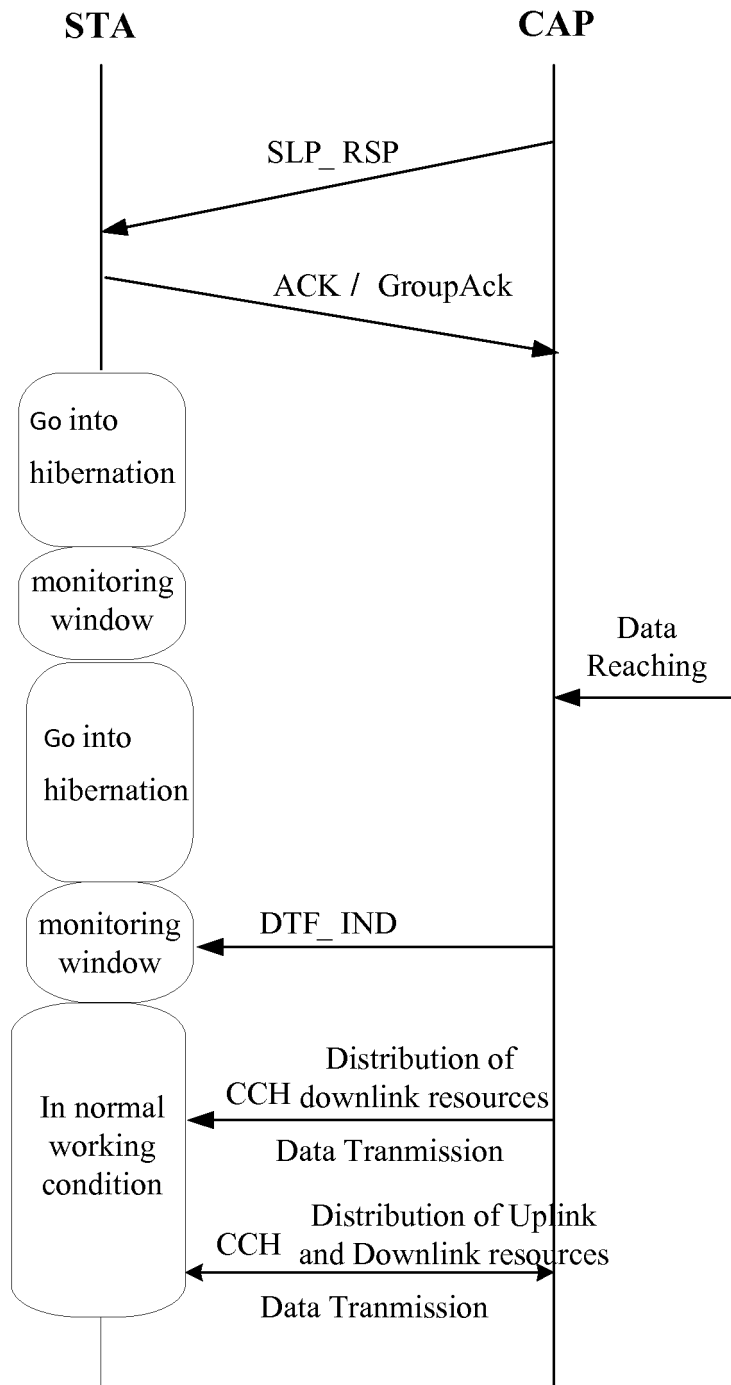 STA
CAP
SLP_ RSP
ACK / GroupAck
Go into
hibernation
monitoring
window
Data
Reaching
Go into
hibernation
monitoring
window
DTF_ IND
In normal
working
condition
Distribution of
CCH downlink resources
Data Tranmission
Distribution of Uplink
CCH and Downlink resources
Data Tranmission